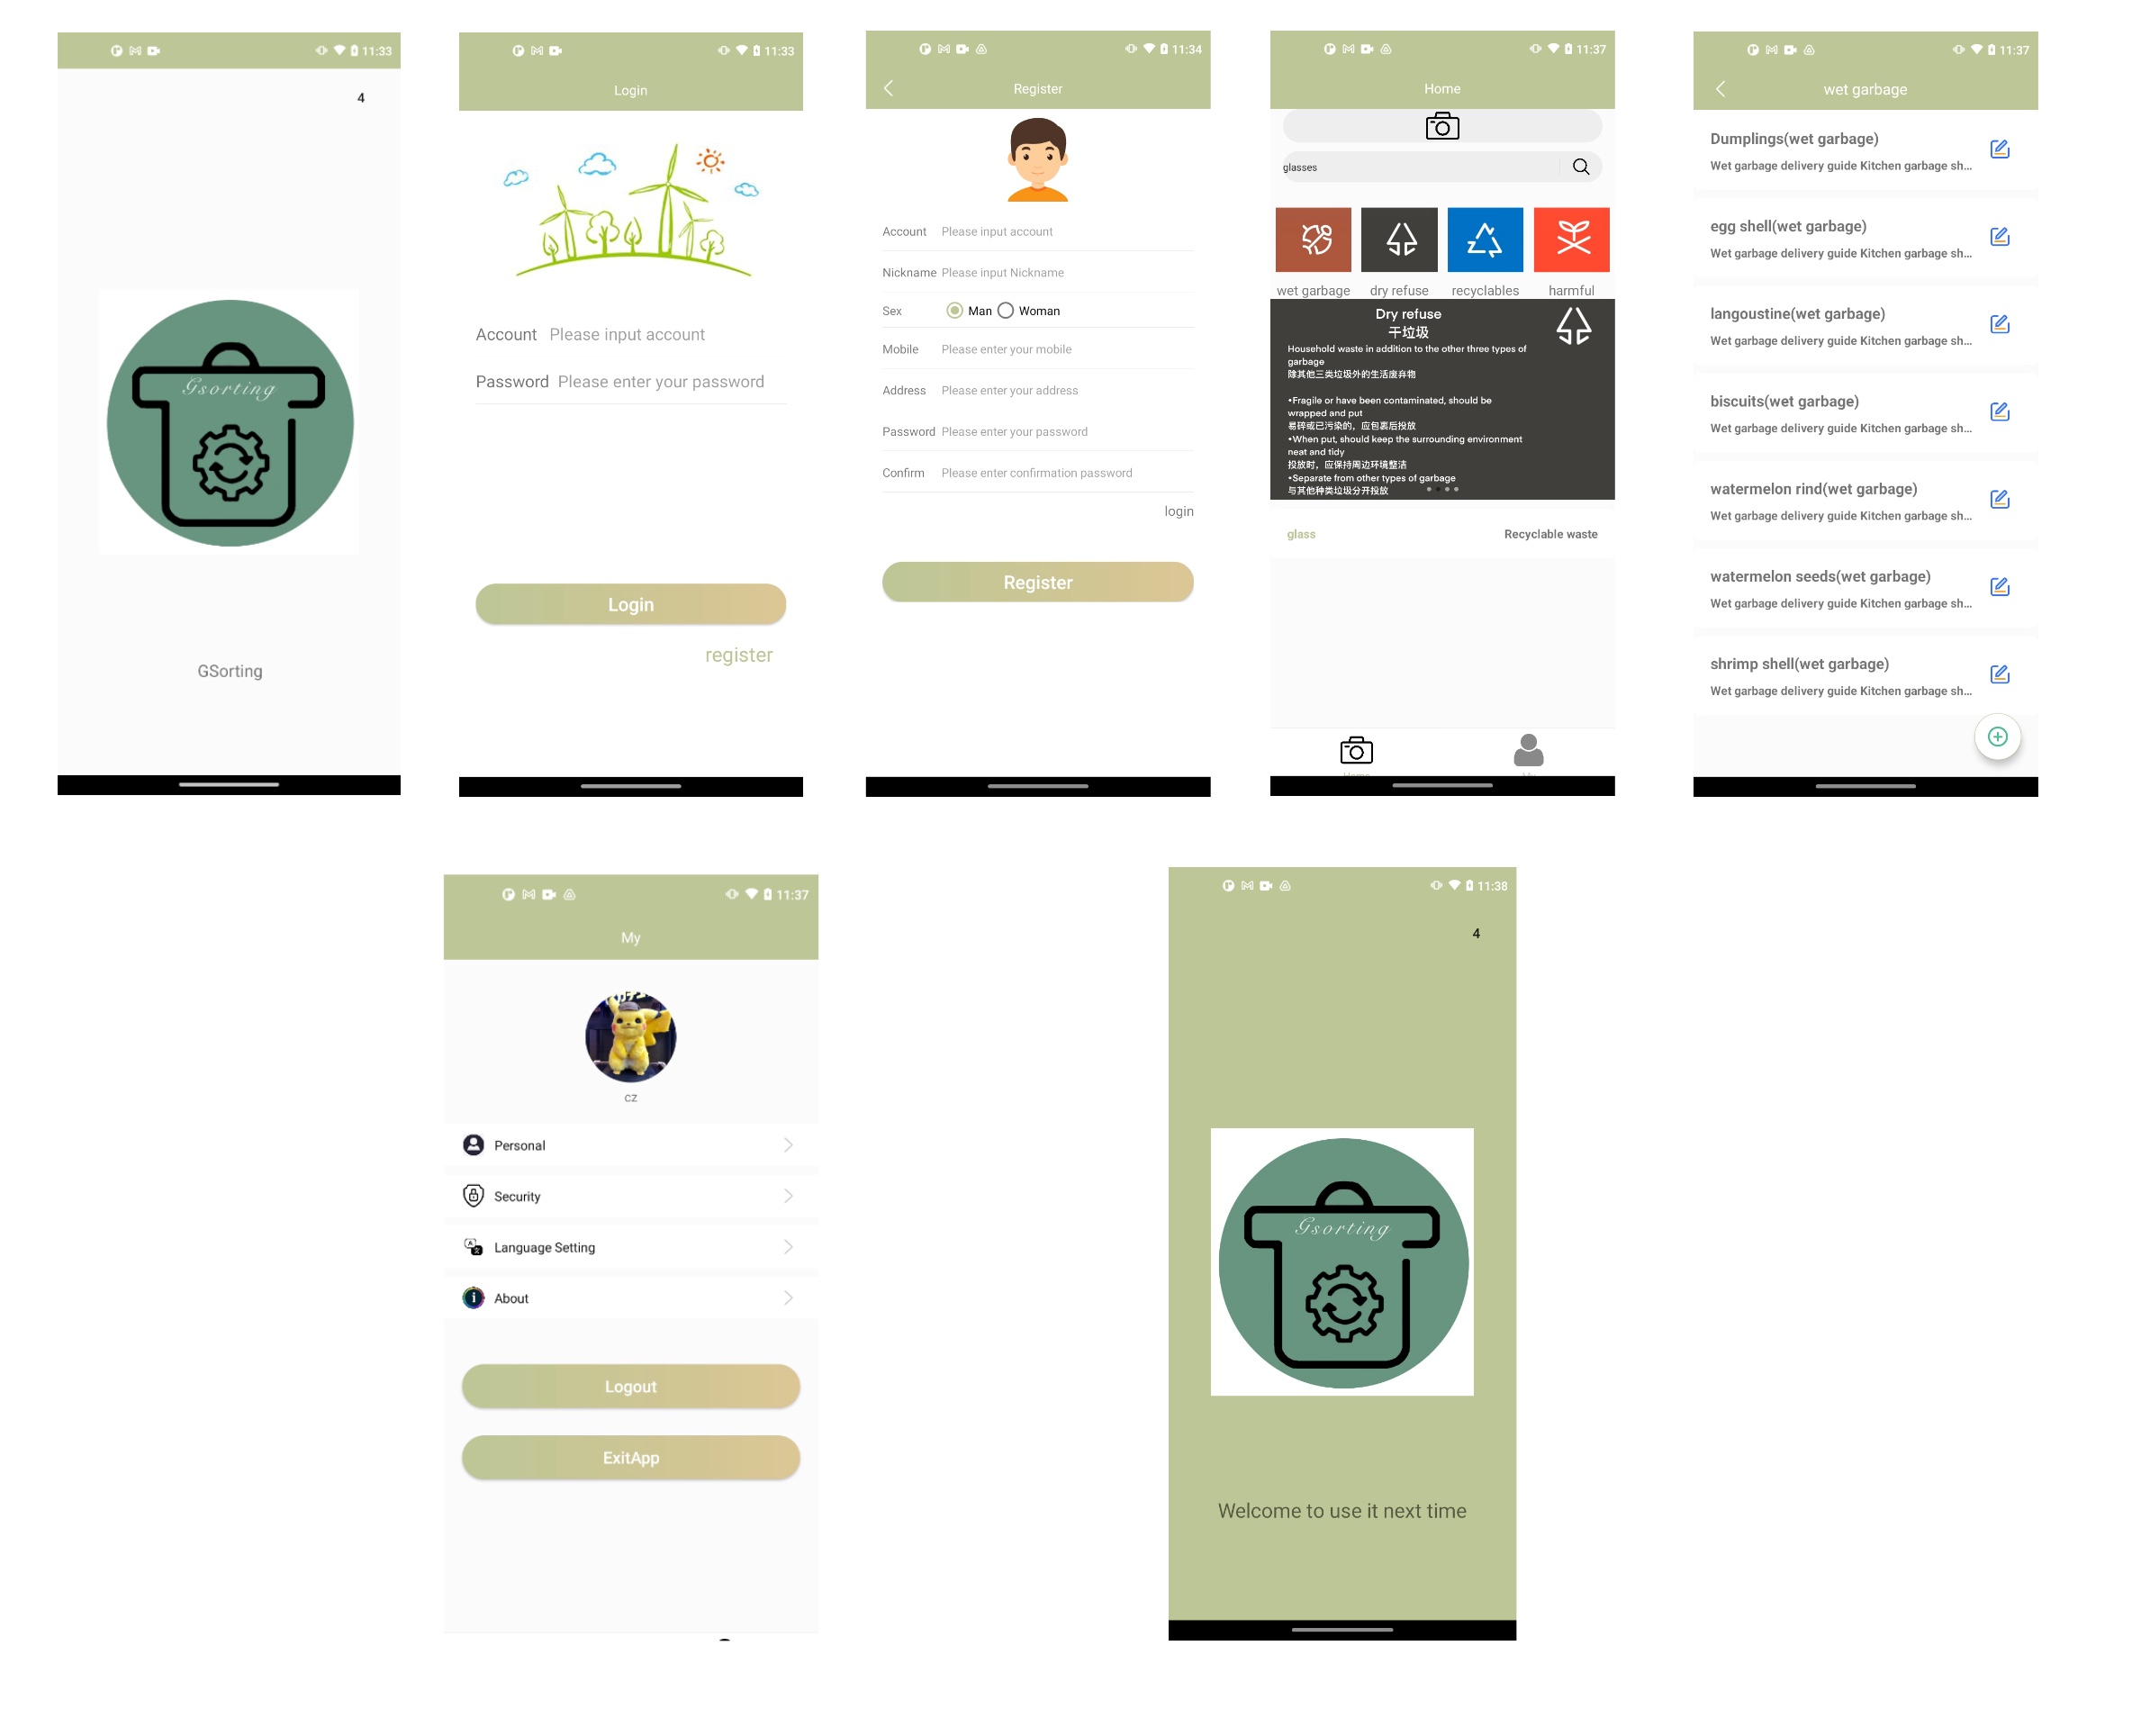 11:33
4
Gsorting
GSorting
11:33
Login
Account Please input account
Password Please enter your password
Login
register
11:34
Register
Account Please input account
Nickname Please input Nickname
Sex Man Woman
Mobile Please enter your mobile
Address Please enter your address
Password Please enter your password
Confirm Please enter confirmation password
login
Register
11:37
Home
glasses
wet garbage dry refuse recyclables harmful
Dry refuse
干垃圾
Household waste in addition to the other three types of
garbage
除其他三类垃圾外的生活废弃物
•Fragile or have been contaminated, should be
wrapped and put
易碎或已污染的，应包裹后投放
•When put, should keep the surrounding environment
neat and tidy
投放时，应保持周边环境整洁
•Separate from other types of garbage
与其他种类垃圾分开投放
glass Recyclable waste
11:37
wet garbage
Dumplings(wet garbage)
Wet garbage delivery guide Kitchen garbage sh...
egg shell(wet garbage)
Wet garbage delivery guide Kitchen garbage sh...
langoustine(wet garbage)
Wet garbage delivery guide Kitchen garbage sh...
biscuits(wet garbage)
Wet garbage delivery guide Kitchen garbage sh...
watermelon rind(wet garbage)
Wet garbage delivery guide Kitchen garbage sh...
watermelon seeds(wet garbage)
Wet garbage delivery guide Kitchen garbage sh...
shrimp shell(wet garbage)
Wet garbage delivery guide Kitchen garbage sh...
11:37
My
cz
Personal
Security
Language Setting
About
Logout
ExitApp
11:38
4
Gsorting
Welcome to use it next time